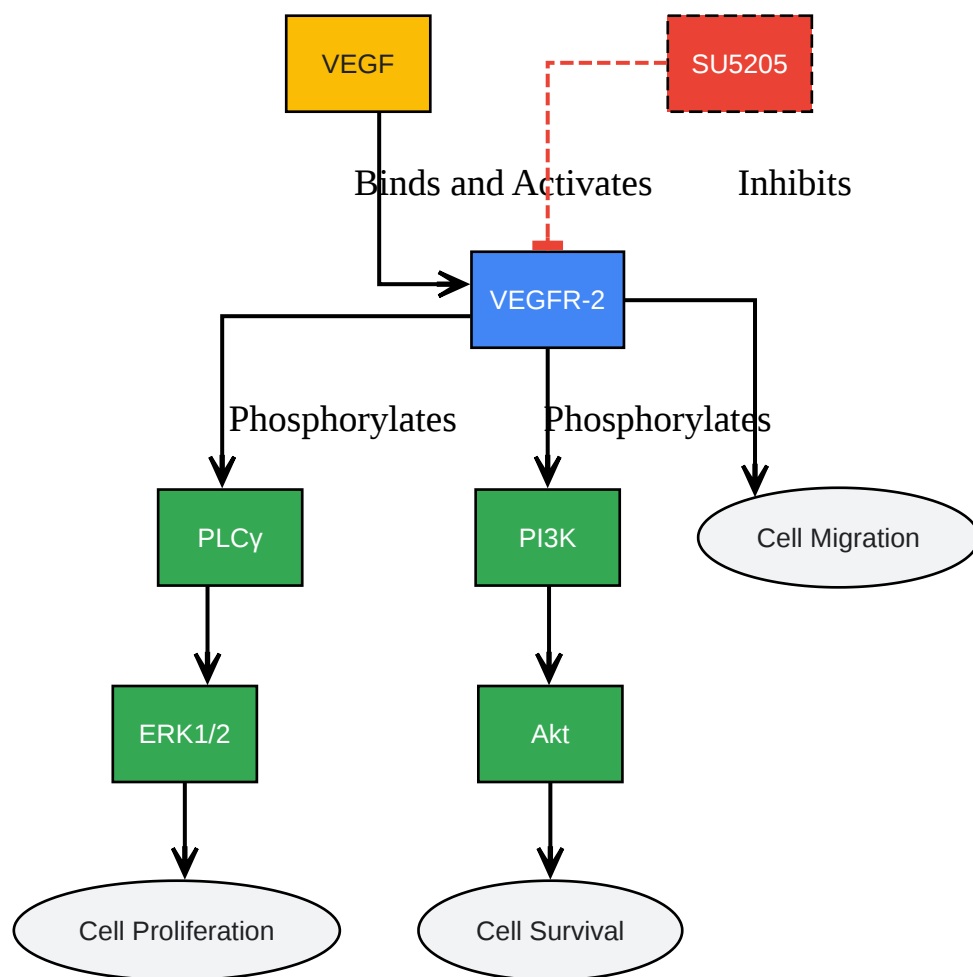 VEGF
SU5205
Binds and Activates
Inhibits
VEGFR-2
Phosphorylates
Phosphorylates
PLCγ
PI3K
Cell Migration
ERK1/2
Akt
Cell Proliferation
Cell Survival